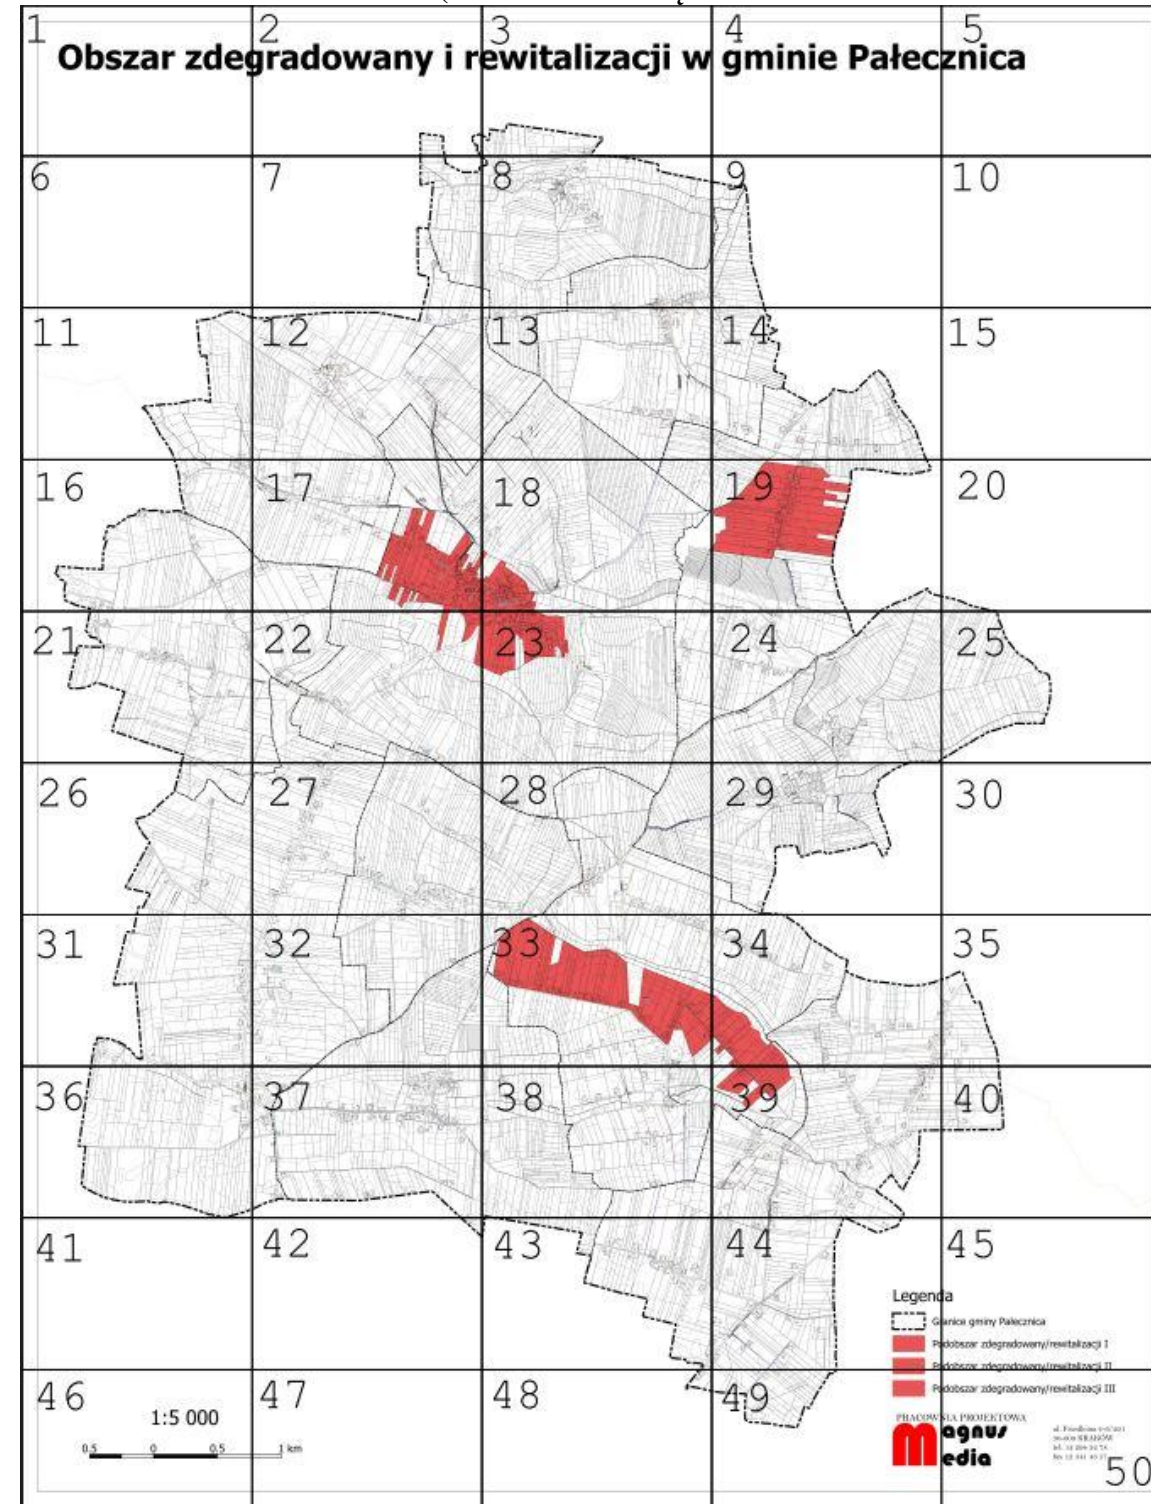 1 2 3 4 5
Obszar zdegradowany i rewitalizacji w gminie Pałecznica
6 7 8 9 10
11 12 13 14 15
16 17 18 19 20
21 22 23 24 25
26 27 28 29 30
31 32 33 34 35
36 37 38 39 40
41 42 43 44 45
Legenda
Granice gminy Pałecznica
Podobszar zdegradowany/rewitalizacji I
Podobszar zdegradowany/rewitalizacji II
Podobszar zdegradowany/rewitalizacji III
46 47 48 49 50
1:5 000
0.5 0 0.5 1 km
PRACOWNIA PROJEKTOWA
Magnus
Media